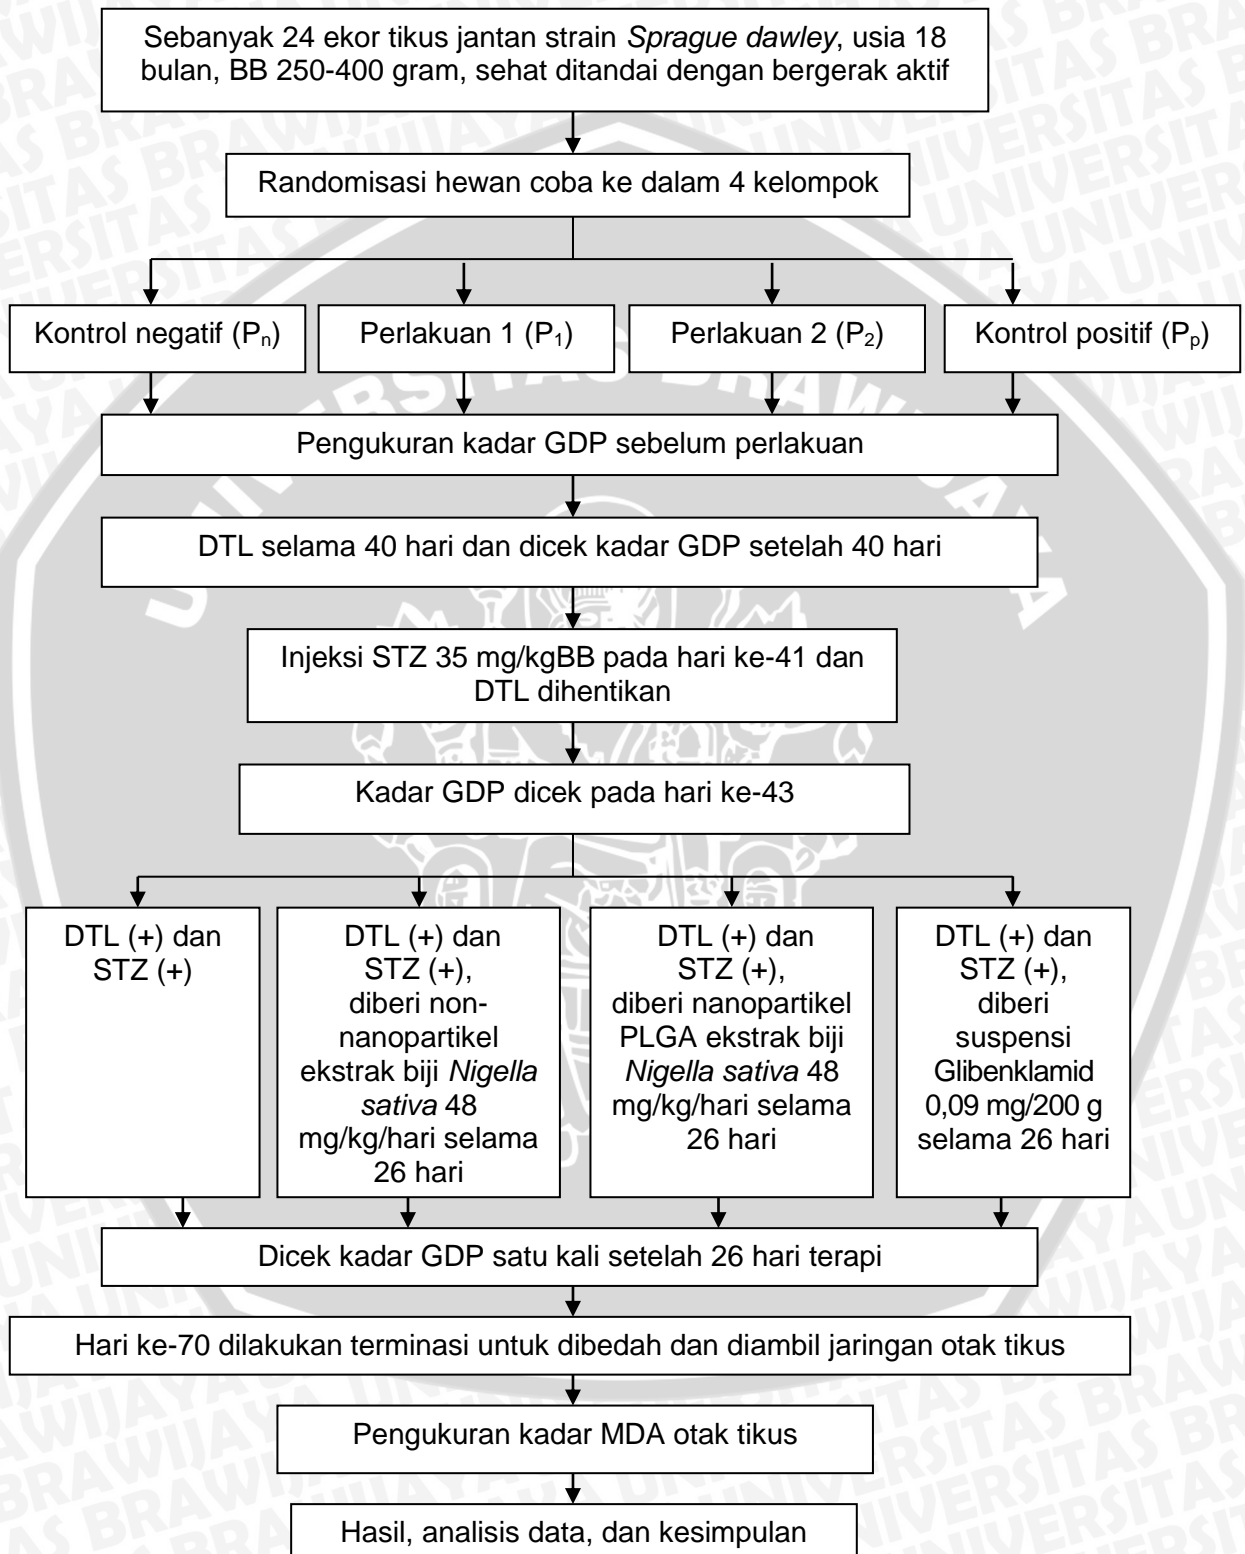 Sebanyak 24 ekor tikus jantan strain Sprague dawley, usia 18
bulan, BB 250-400 gram, sehat ditandai dengan bergerak aktif
Randomisasi hewan coba ke dalam 4 kelompok
Kontrol negatif (Pn)
Perlakuan 1 (P1)
Perlakuan 2 (P2)
Kontrol positif (Pp)
Pengukuran kadar GDP sebelum perlakuan
DTL selama 40 hari dan dicek kadar GDP setelah 40 hari
Injeksi STZ 35 mg/kgBB pada hari ke-41 dan
DTL dihentikan
Kadar GDP dicek pada hari ke-43
DTL (+) dan
STZ (+)
DTL (+) dan
STZ (+),
diberi non-
nanopartikel
ekstrak biji Nigella
sativa 48
mg/kg/hari selama
26 hari
DTL (+) dan
STZ (+),
diberi nanopartikel
PLGA ekstrak biji
Nigella sativa 48
mg/kg/hari selama
26 hari
DTL (+) dan
STZ (+),
diberi
suspensi
Glibenklamid
0,09 mg/200 g
selama 26 hari
Dicek kadar GDP satu kali setelah 26 hari terapi
Hari ke-70 dilakukan terminasi untuk dibedah dan diambil jaringan otak tikus
Pengukuran kadar MDA otak tikus
Hasil, analisis data, dan kesimpulan